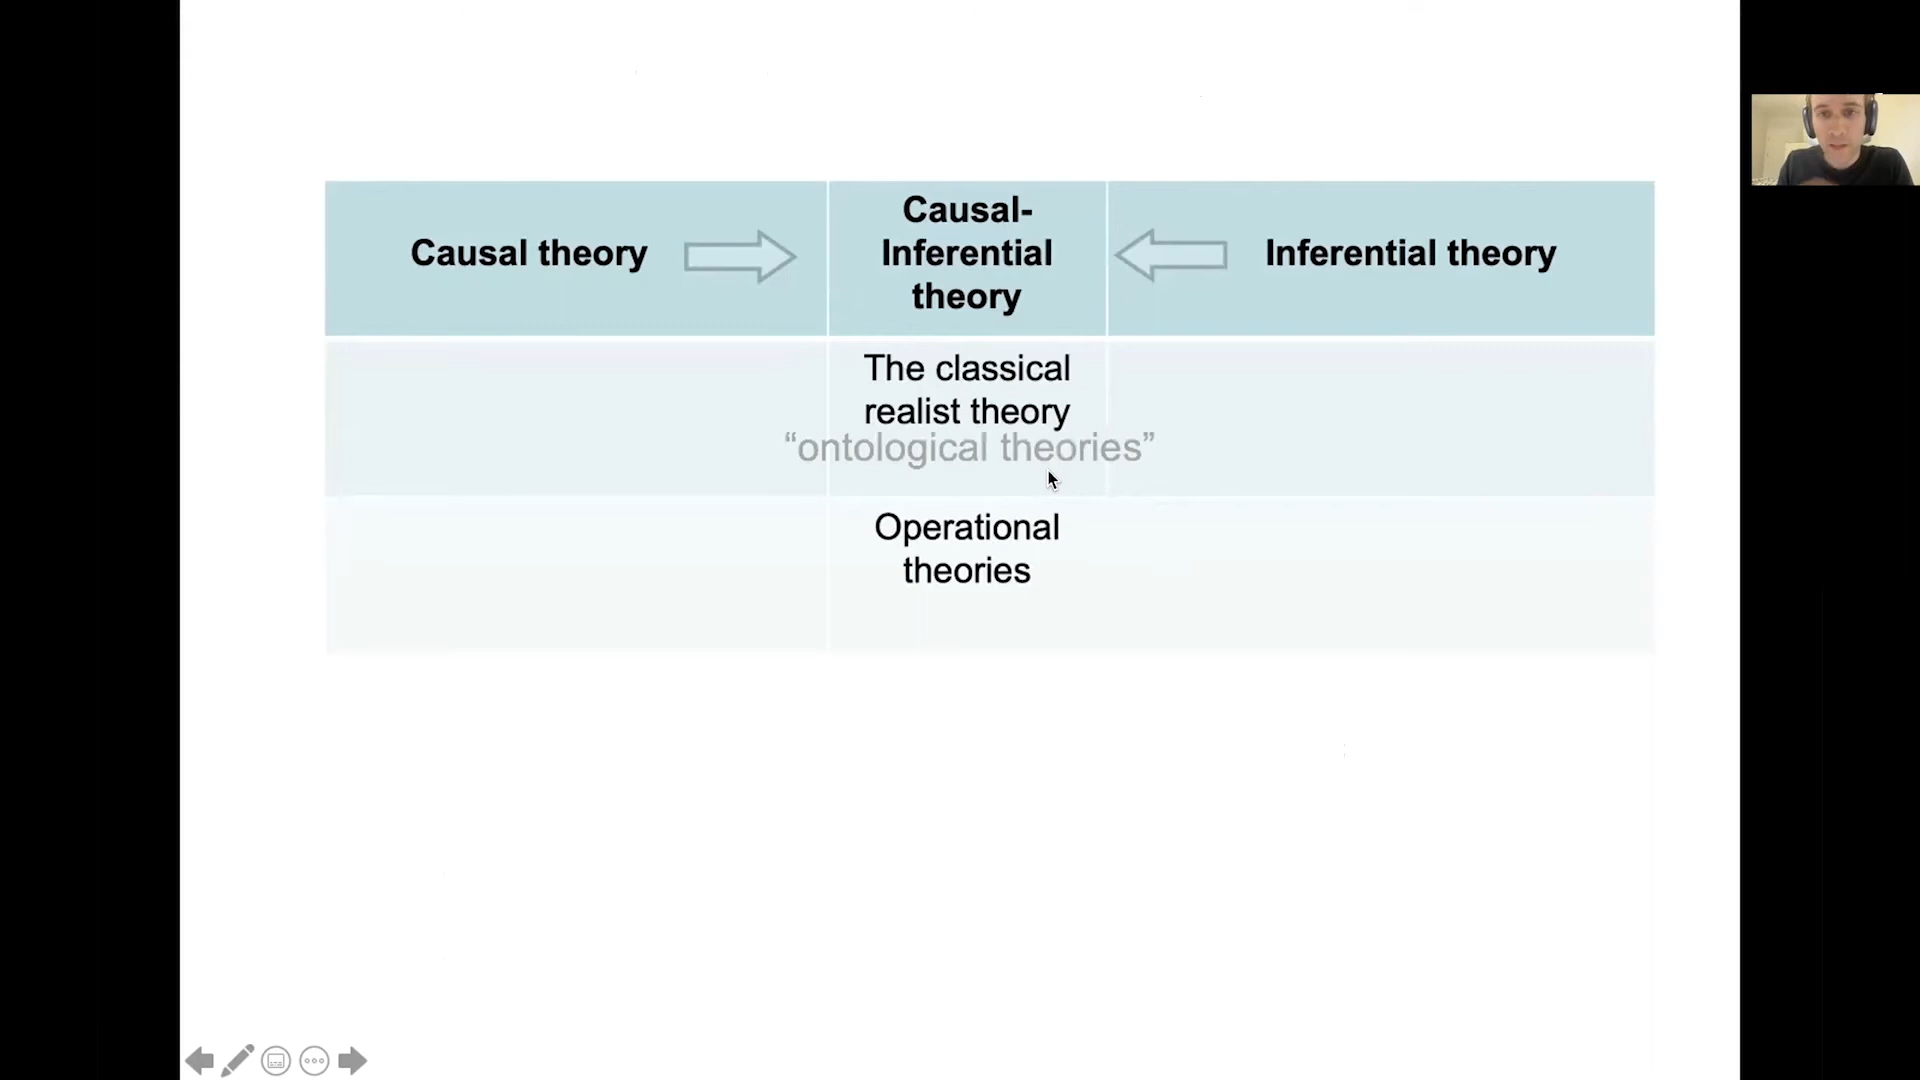 Causal theory
Causal-
Inferential
theory
Inferential theory
The classical
realist theory
“ontological theories”
Operational
theories